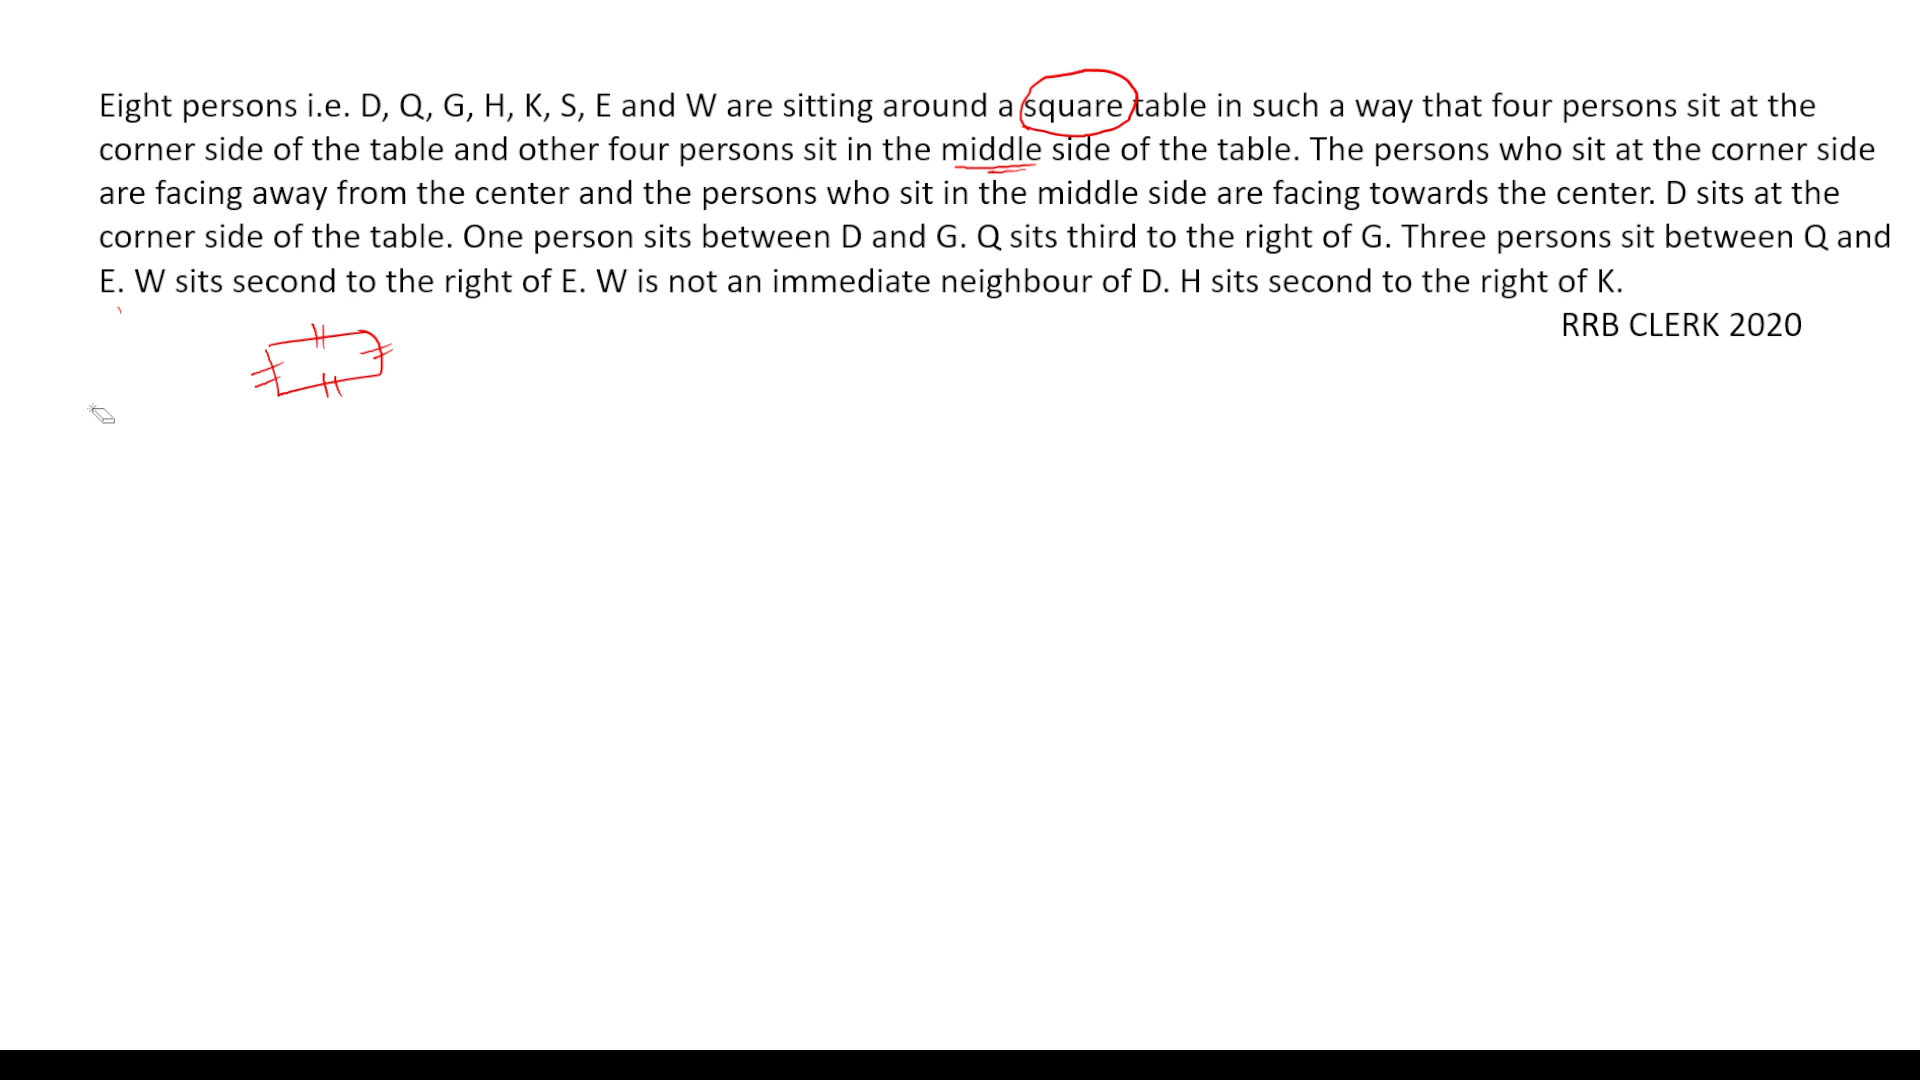 Eight persons i.e. D, Q, G, H, K, S, E and W are sitting around a square table in such a way that four persons sit at the
corner side of the table and other four persons sit in the middle side of the table. The persons who sit at the corner side
are facing away from the center and the persons who sit in the middle side are facing towards the center. D sits at the
corner side of the table. One person sits between D and G. Q sits third to the right of G. Three persons sit between Q and
E. W sits second to the right of E. W is not an immediate neighbour of D. H sits second to the right of K.
RRB CLERK 2020